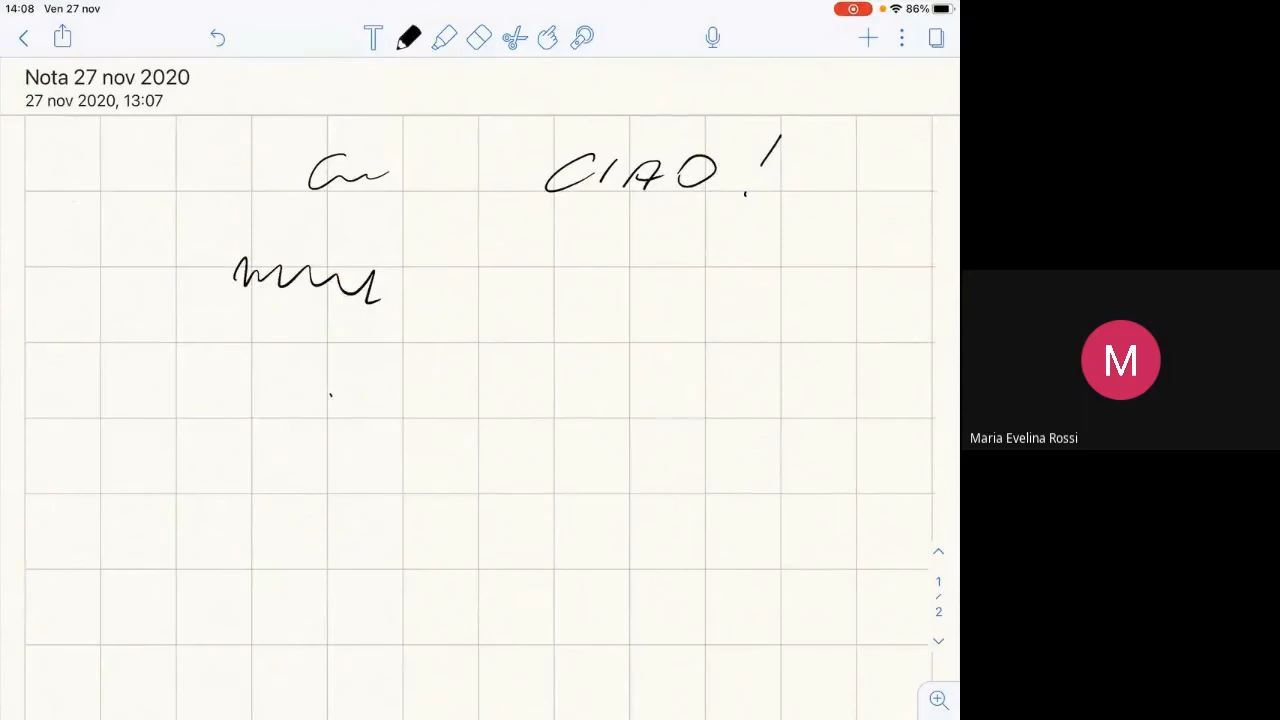 14:08 Ven 27 nov
86%
T
Nota 27 nov 2020
27 nov 2020, 13:07
CIAO!
M
Maria Evelina Rossi
1
/
2